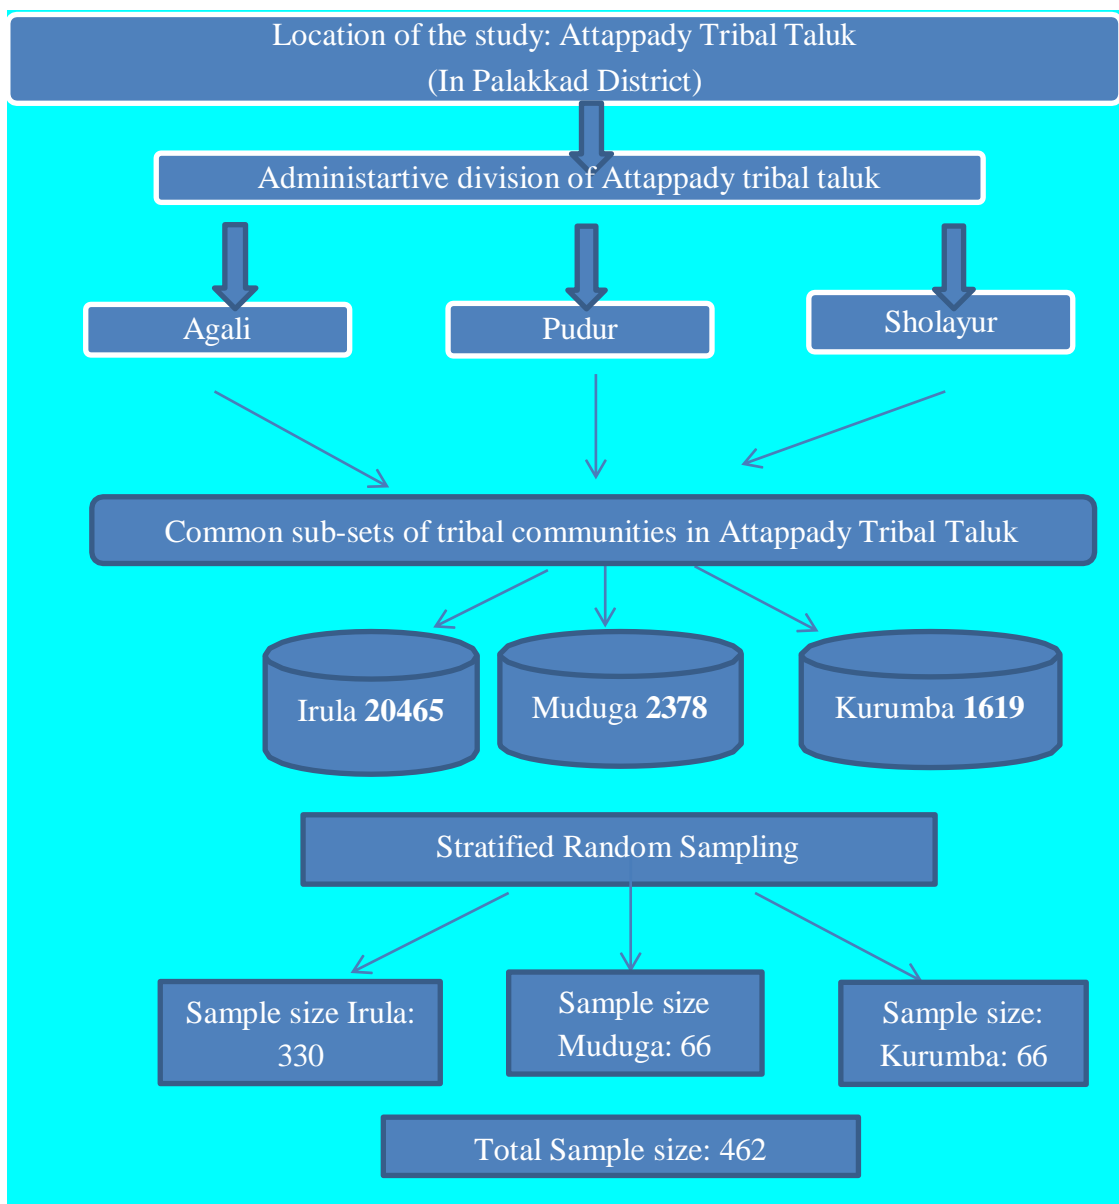 Location of the study: Attappady Tribal Taluk
(In Palakkad District)
Administartive division of Attappady tribal taluk
Agali
Pudur
Sholayur
Common sub-sets of tribal communities in Attappady Tribal Taluk
Irula 20465
Muduga 2378
Kurumba 1619
Stratified Random Sampling
Sample size Irula:
330
Sample size
Muduga: 66
Sample size:
Kurumba: 66
Total Sample size: 462